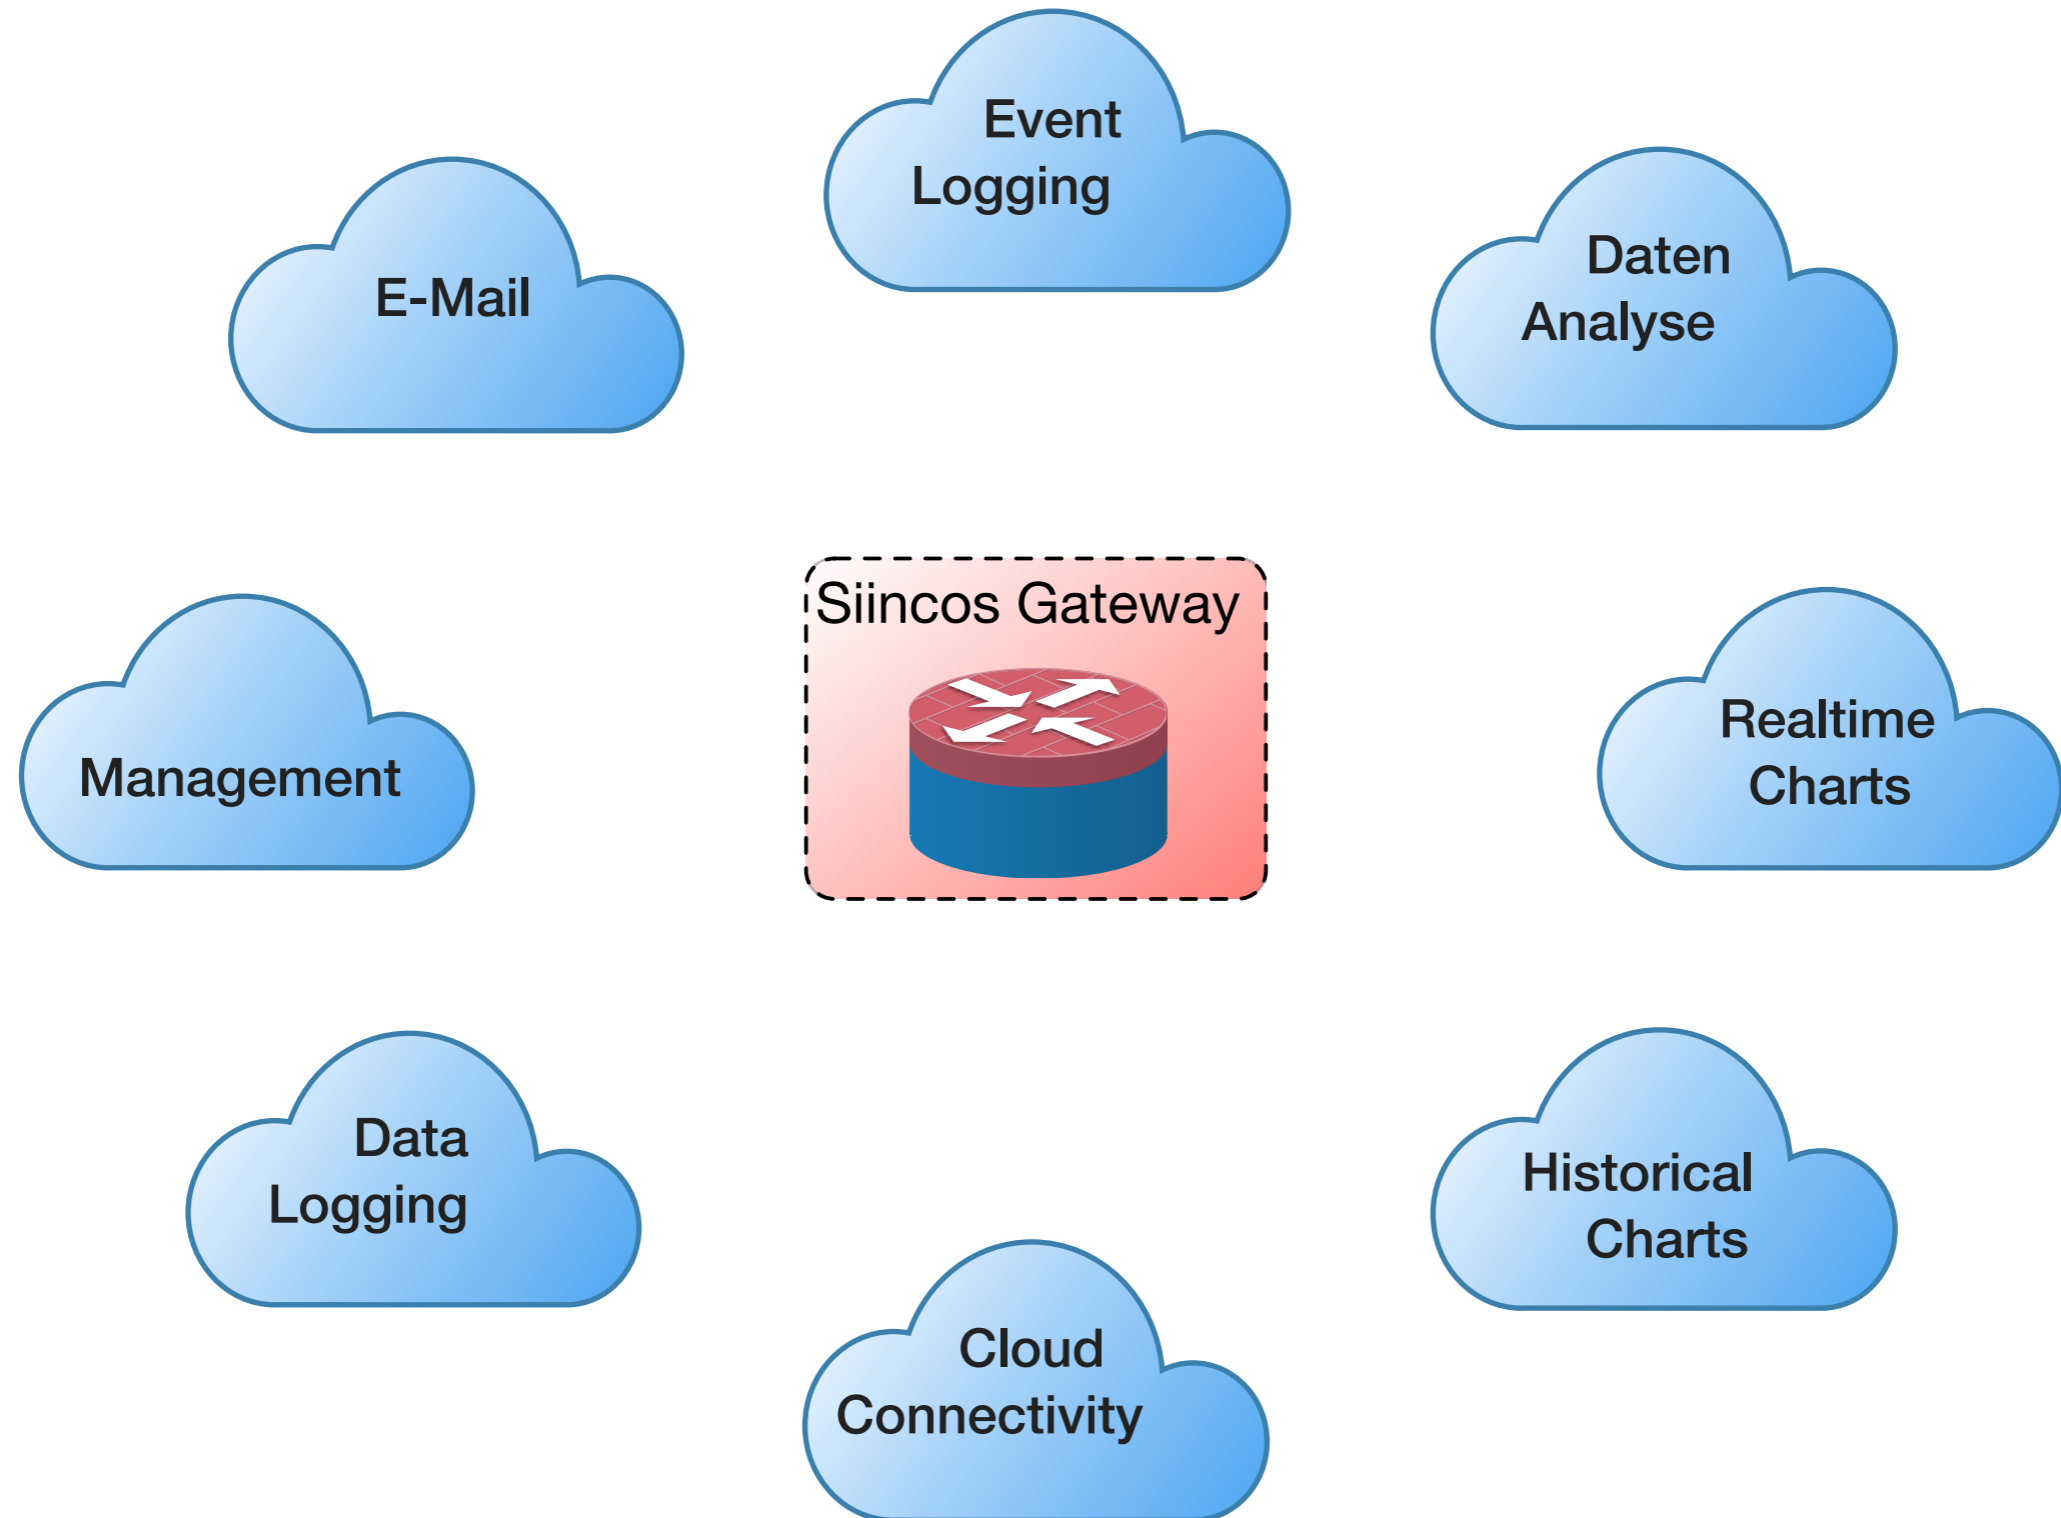 Event
Logging
E-Mail
Daten
Analyse
Siincos Gateway
Management
Realtime
Charts
Data
Logging
Historical
Charts
Cloud
Connectivity